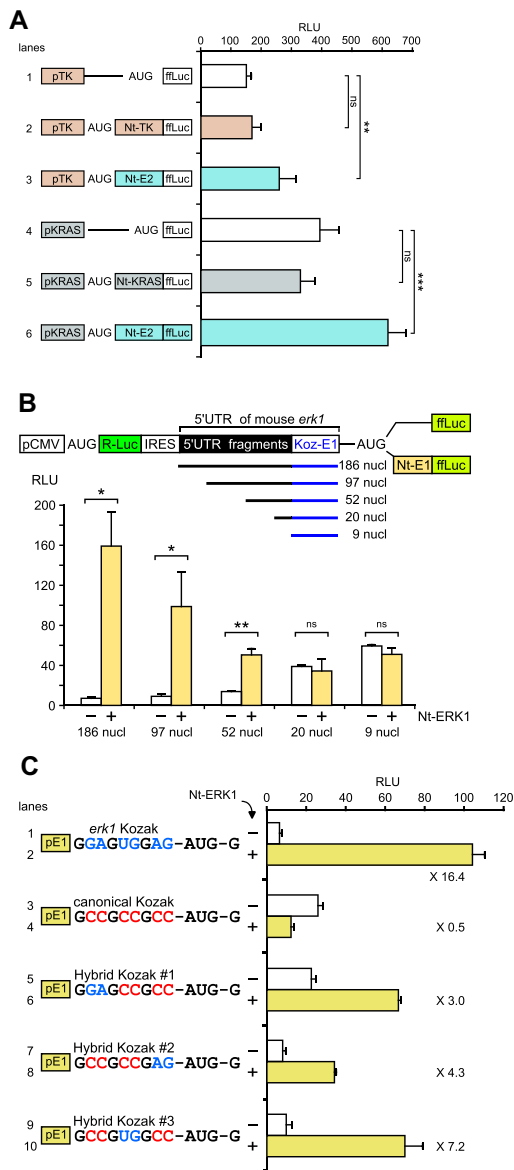 A
RLU
lanes
0 100 200 300 400 500 600 700
1 pTK AUG ffLuc
2 pTK AUG Nt-TK ffLuc
3 pTK AUG Nt-E2 ffLuc
4 pKRAS AUG ffLuc
5 pKRAS AUG Nt-KRAS ffLuc
6 pKRAS AUG Nt-E2 ffLuc
ns
**
ns
***
B
5'UTR of mouse erk1
pCMV AUG R-Luc IRES 5'UTR fragments Koz-E1 AUG
ffLuc
Nt-E1 ffLuc
186 nucl
97 nucl
52 nucl
20 nucl
9 nucl
RLU
200
160
120
80
40
0
*
*
**
ns
ns
– + – + – + – + – + Nt-ERK1
186 nucl 97 nucl 52 nucl 20 nucl 9 nucl
C
RLU
lanes
Nt-ERK1
0 20 40 60 80 100 120
erk1 Kozak
1 –
2 +
pE1 GGAGUGGAG-AUG-G
X 16.4
canonical Kozak
3 –
4 +
pE1 GCCGCCGCC-AUG-G
X 0.5
Hybrid Kozak #1
5 –
6 +
pE1 GGAGCCGCC-AUG-G
X 3.0
Hybrid Kozak #2
7 –
8 +
pE1 GCCGCCGAG-AUG-G
X 4.3
Hybrid Kozak #3
9 –
10 +
pE1 GCCGUGGCC-AUG-G
X 7.2